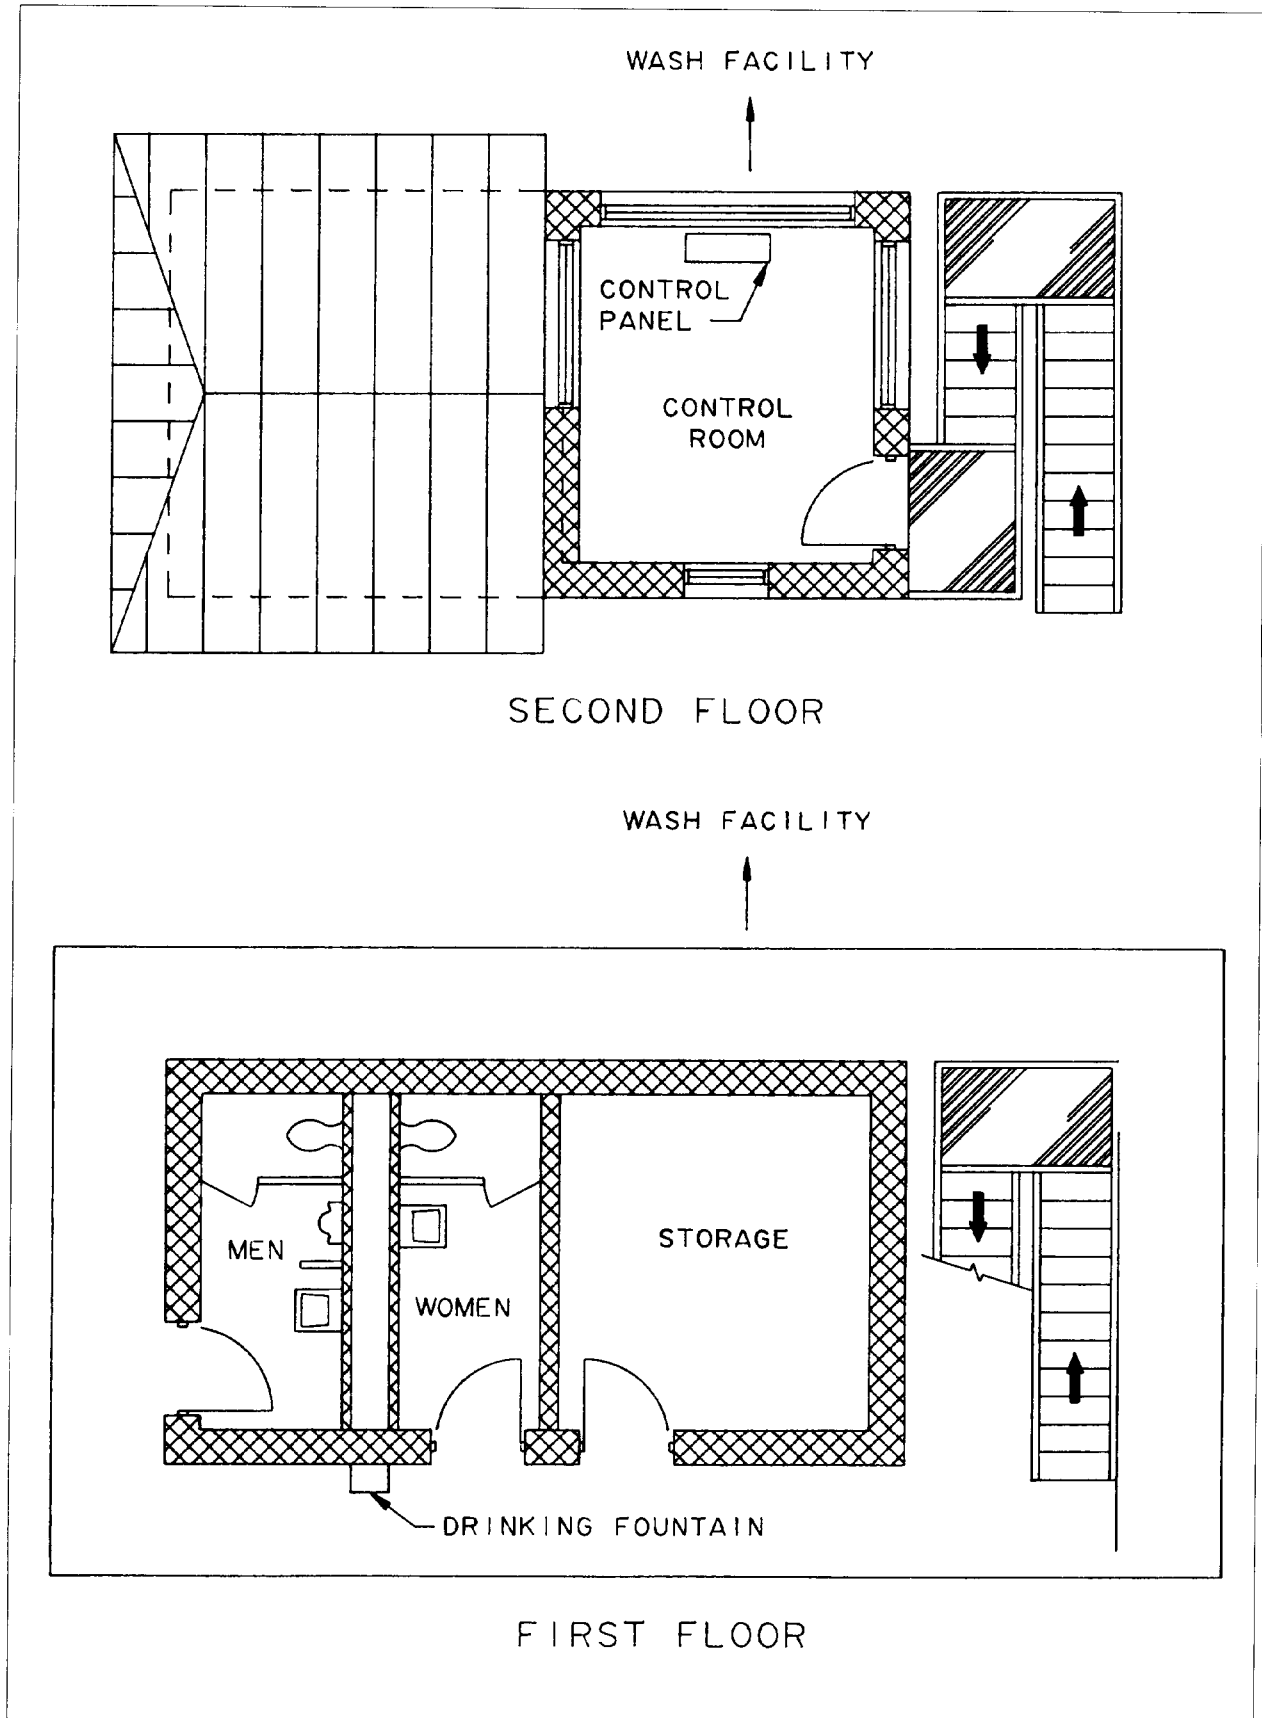 WASH FACILITY
CONTROL
PANEL
CONTROL
ROOM
SECOND FLOOR
WASH FACILITY
STORAGE
MEN
WOMEN
DRINKING FOUNTAIN
FIRST FLOOR